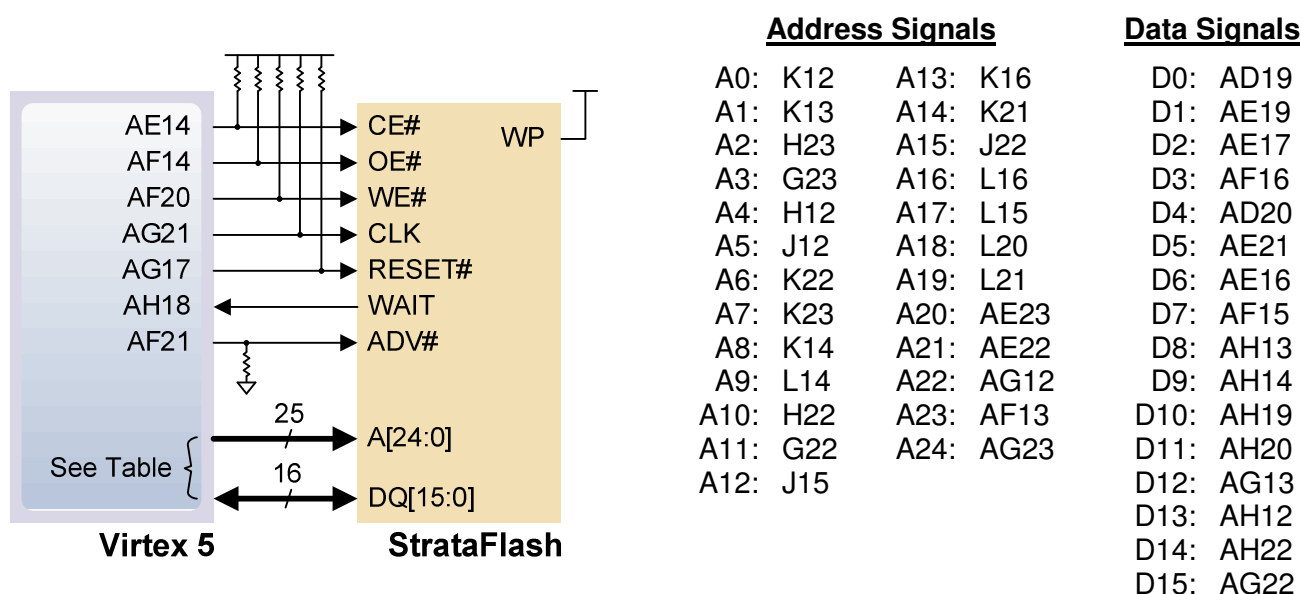 AE14
AF14
AF20
AG21
AG17
AH18
AF21
See Table
Virtex 5
25
16
CE#
OE#
WE#
CLK
RESET#
WAIT
ADV#
A[24:0]
DQ[15:0]
WP
StrataFlash
Address Signals
A0: K12 A13: K16
A1: K13 A14: K21
A2: H23 A15: J22
A3: G23 A16: L16
A4: H12 A17: L15
A5: J12 A18: L20
A6: K22 A19: L21
A7: K23 A20: AE23
A8: K14 A21: AE22
A9: L14 A22: AG12
A10: H22 A23: AF13
A11: G22 A24: AG23
A12: J15
Data Signals
D0: AD19
D1: AE19
D2: AE17
D3: AF16
D4: AD20
D5: AE21
D6: AE16
D7: AF15
D8: AH13
D9: AH14
D10: AH19
D11: AH20
D12: AG13
D13: AH12
D14: AH22
D15: AG22